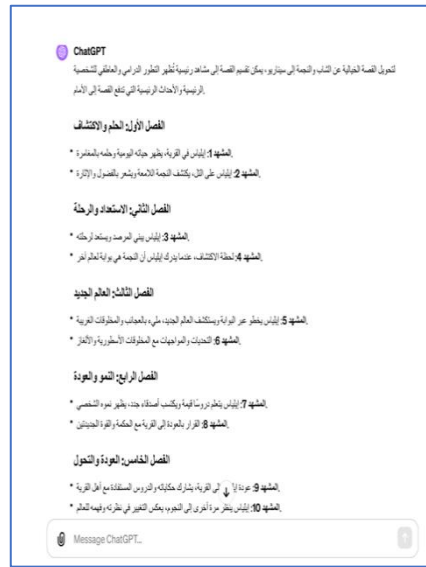 ChatGPT
لتحويل القصة الخيالية عن الشاب والنجمة إلى سيناريو، يمكن تقسيم القصة إلى مشاهد رئيسية تُظهر التطور الدرامي والعاطفي للشخصية
الرئيسية والأحداث الرئيسية التي تدفع القصة إلى الأمام.
الفصل الأول: الحلم والاكتشاف
المشهد 1: إيلياس في القرية، يظهر حياته اليومية وحلمه بالمغامرة.
المشهد 2: إيلياس على التل، يكتشف النجمة اللامعة ويشعر بالفضول والإثارة.
الفصل الثاني: الاستعداد والرحلة
المشهد 3: إيلياس يبني المرصد ويستعد لرحلته.
المشهد 4: لحظة الاكتشاف، عندما يدرك إيلياس أن النجمة هي بوابة لعالم آخر.
الفصل الثالث: العالم الجديد
المشهد 5: إيلياس يخطو عبر البوابة ويستكشف العالم الجديد، مليء بالعجائب والمخلوقات الغريبة.
المشهد 6: التحديات والمواجهات مع المخلوقات الأسطورية والألغاز.
الفصل الرابع: النمو والعودة
المشهد 7: إيلياس يتعلم دروسًا قيمة ويكتسب أصدقاء جدد، يظهر نموه الشخصي.
المشهد 8: القرار بالعودة إلى القرية مع الحكمة والقوة الجديدتين.
الفصل الخامس: العودة والتحول
المشهد 9: عودة إلى القرية، يشارك حكاياته والدروس المستفادة مع أهل القرية.
المشهد 10: إيلياس ينظر مرة أخرى إلى النجوم، يعكس التغيير في نظرته وفهمه للعالم.
Message ChatGPT...